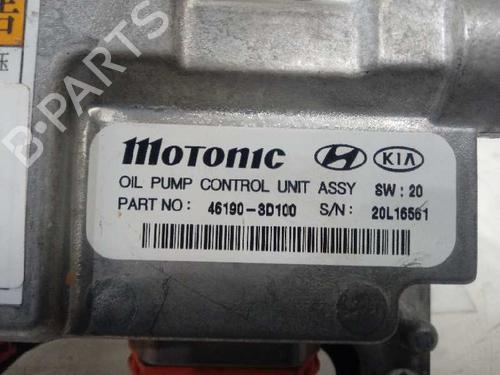 B-PARTS
MOTONIC KIA
OIL PUMP CONTROL UNIT ASSY SW : 20
PART NO : 46190-3D100 S/N : 20L16561